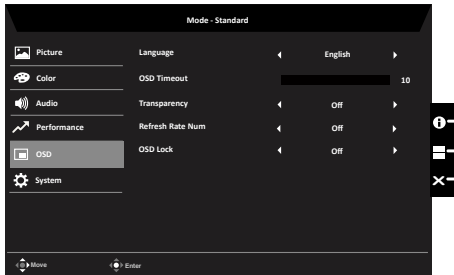 Mode - Standard
Picture
Language English
Color
OSD Timeout 10
Audio
Transparency Off
Performance
Refresh Rate Num Off
OSD
OSD Lock Off
System
Move Enter